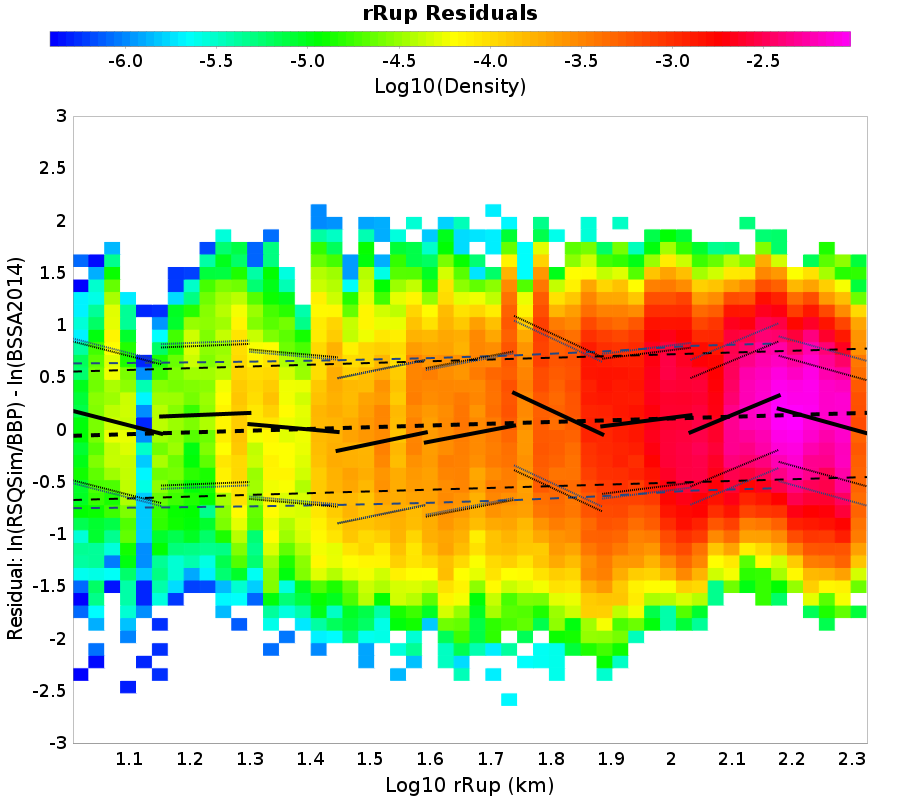 rRup Residuals
-6.0 -5.5 -5.0 -4.5 -4.0 -3.5 -3.0 -2.5
Log10(Density)
Residual: ln(RSQSim/BBP) - ln(BSSA2014)
3
2.5
2
1.5
1
0.5
0
-0.5
-1
-1.5
-2
-2.5
-3
1.1 1.2 1.3 1.4 1.5 1.6 1.7 1.8 1.9 2 2.1 2.2 2.3
Log10 rRup (km)